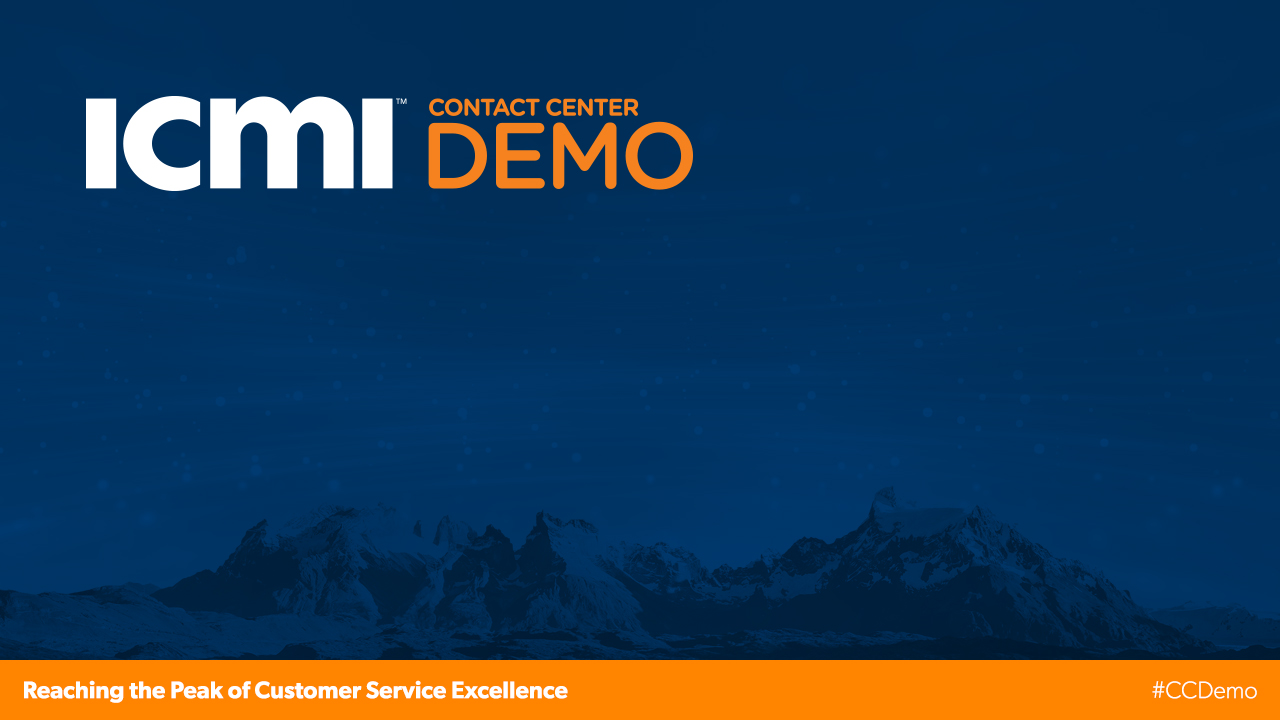 ICMI™
CONTACT CENTER
DEMO
Reaching the Peak of Customer Service Excellence
#CCDemo